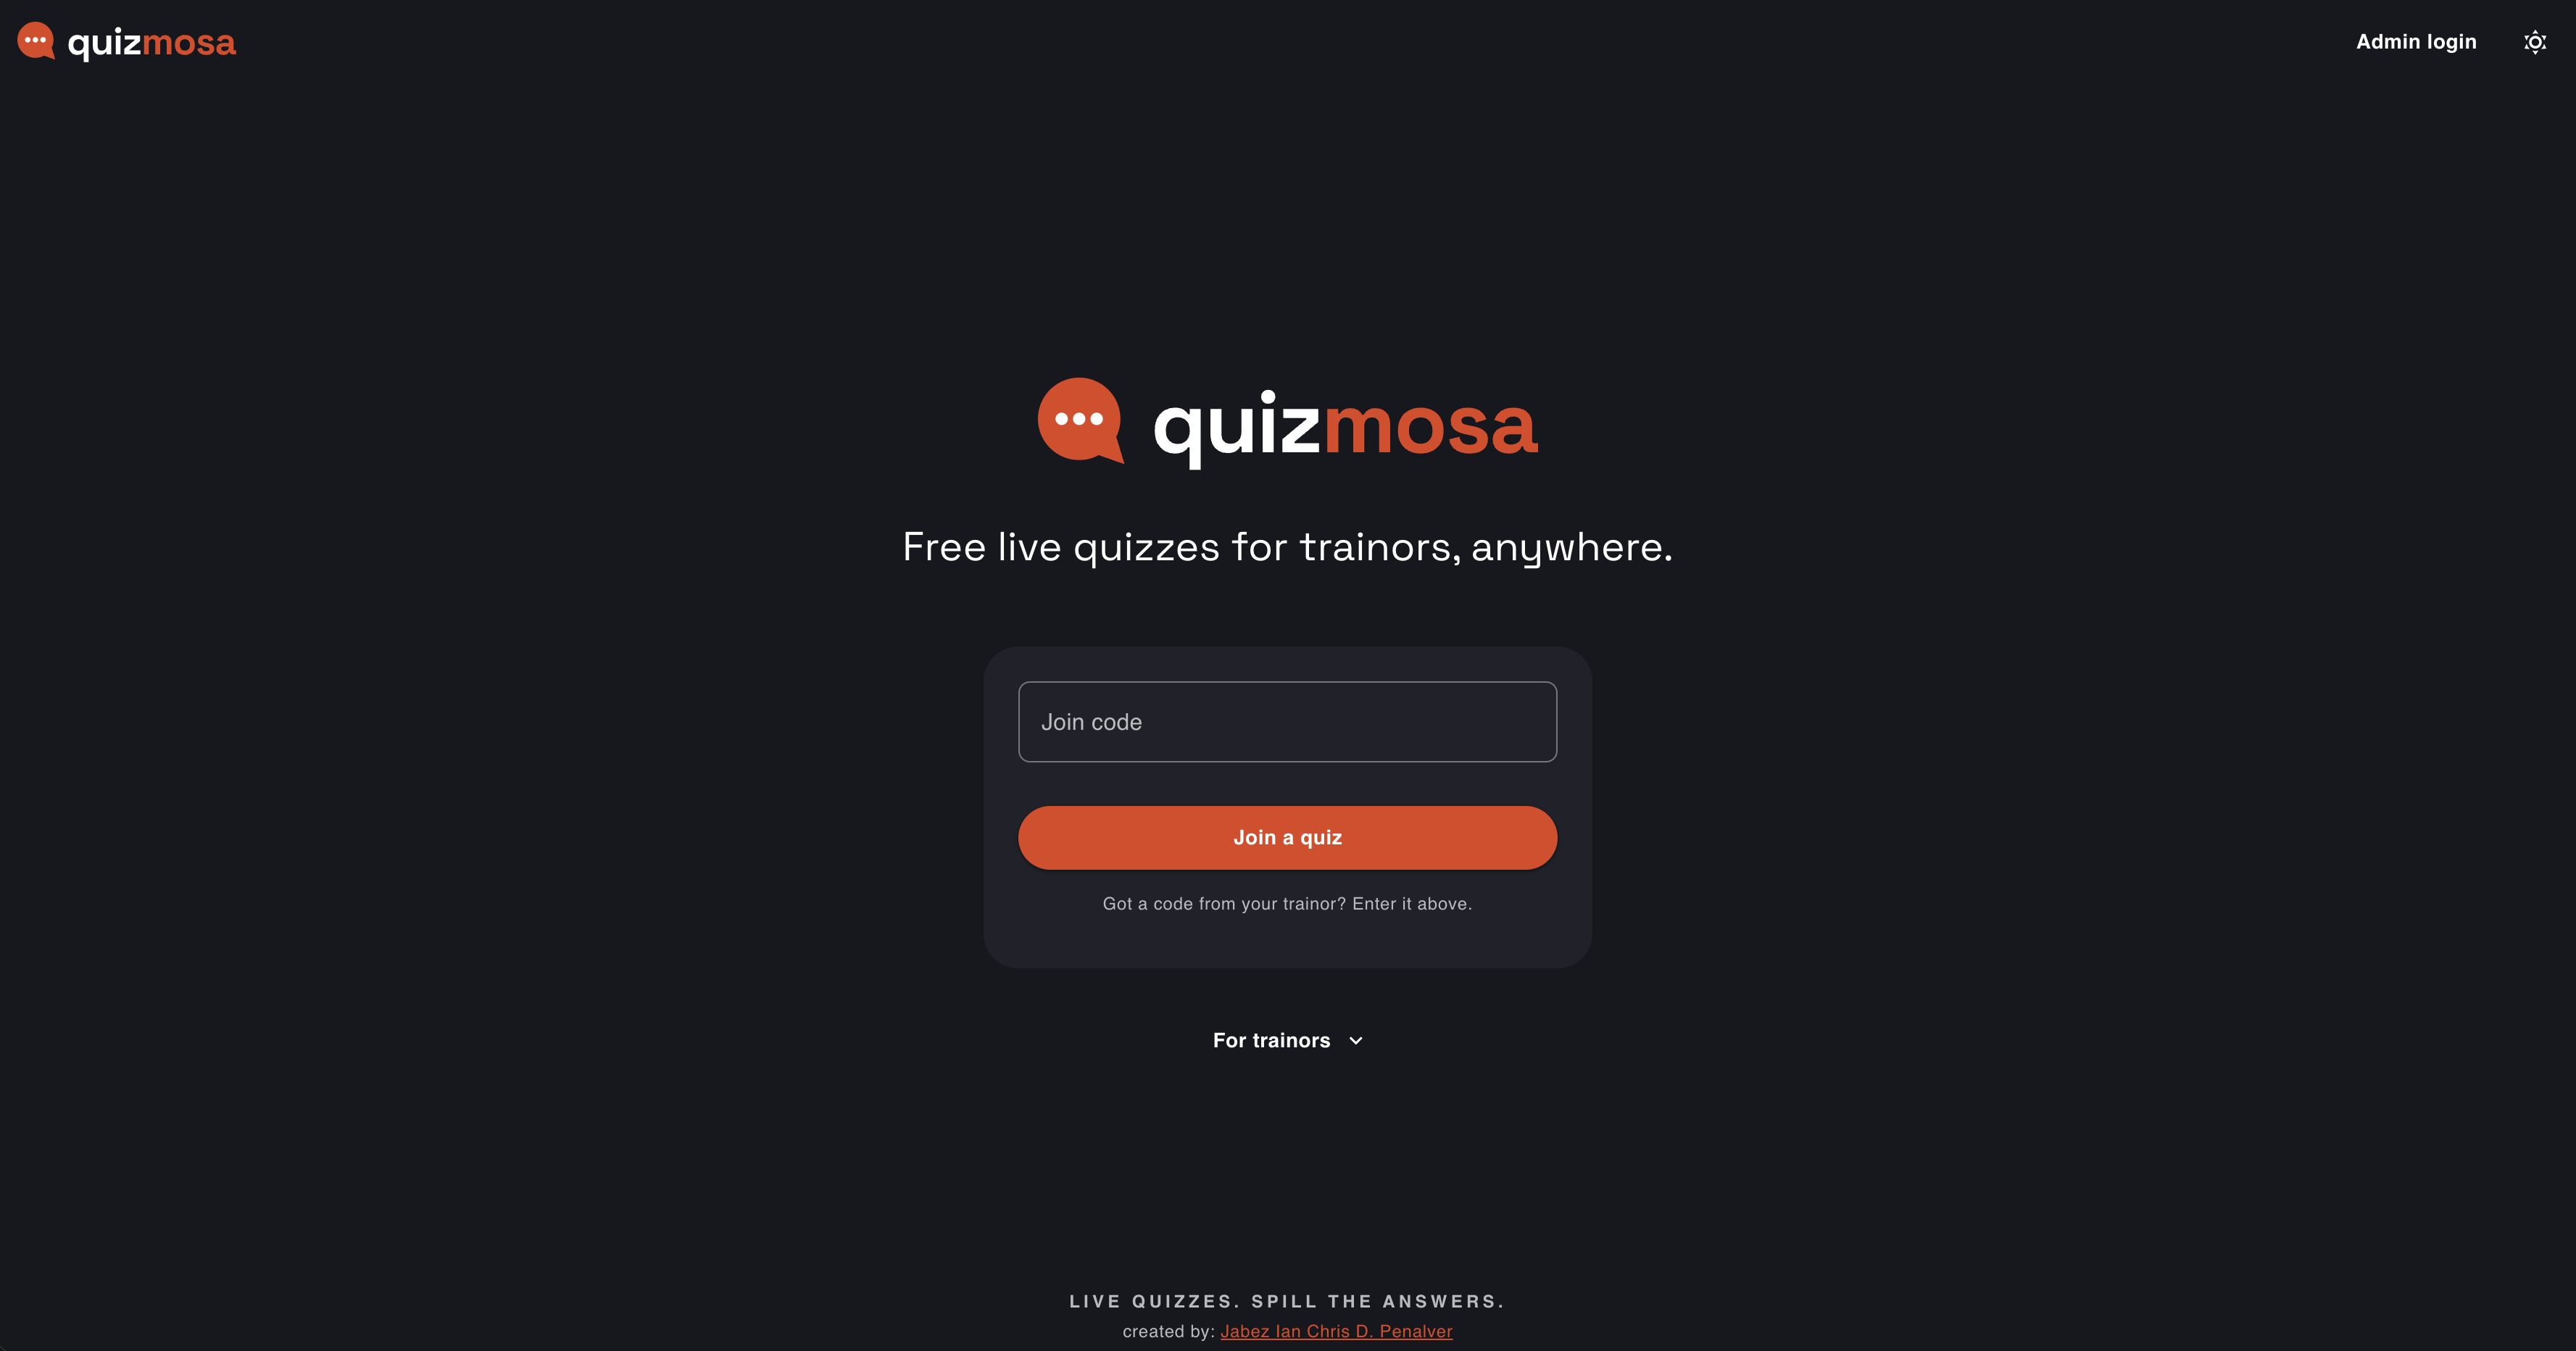 quizmosa
Admin login
quizmosa
Free live quizzes for trainors, anywhere.
Join code
Join a quiz
Got a code from your trainor? Enter it above.
For trainors
LIVE QUIZZES. SPILL THE ANSWERS.
created by: Jabez Ian Chris D. Penalver